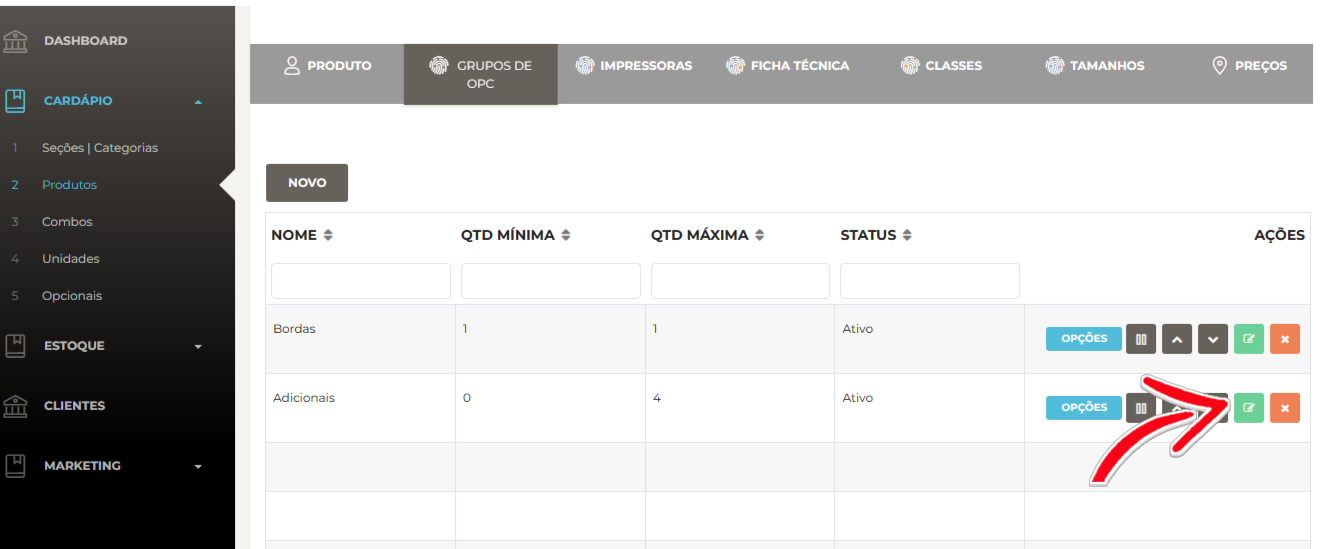 DASHBOARD
CARDÁPIO
1 Seções | Categorias
2 Produtos
3 Combos
4 Unidades
5 Opcionais
ESTOQUE
CLIENTES
MARKETING
PRODUTO
GRUPOS DE
OPC
IMPRESSORAS
FICHA TÉCNICA
CLASSES
TAMANHOS
PREÇOS
NOVO
NOME QTD MÍNIMA QTD MÁXIMA STATUS AÇÕES
Bordas 1 1 Ativo OPÇÕES
Adicionais 0 4 Ativo OPÇÕES